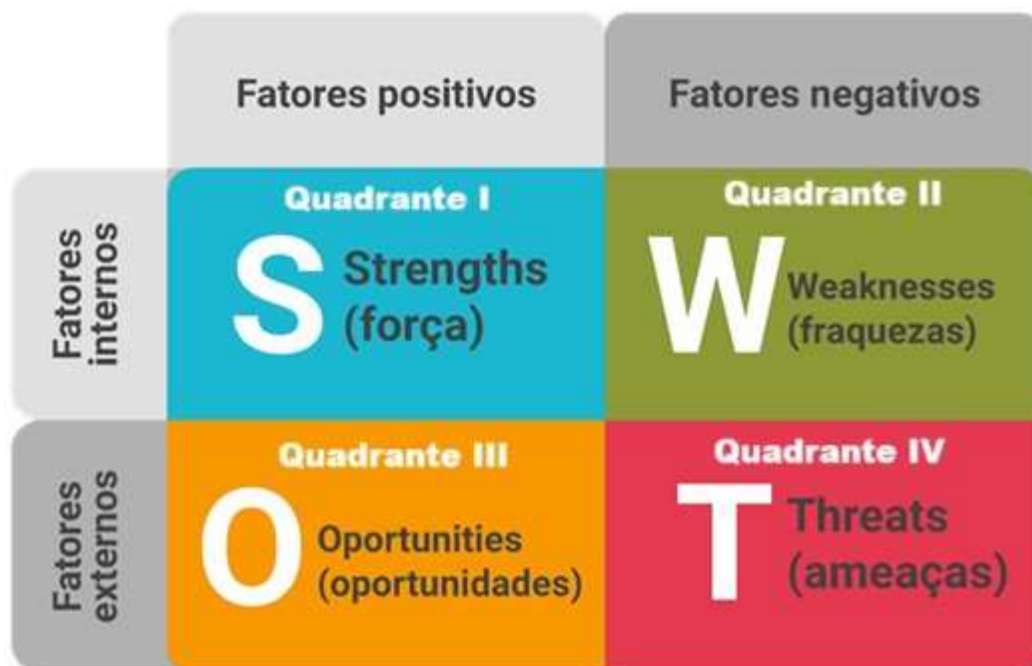 Fatores positivos
Fatores negativos
Fatores
internos
Quadrante I
S
Strengths
(força)
Quadrante II
W
Weaknesses
(fraquezas)
Fatores
externos
Quadrante III
O
Oportunities
(oportunidades)
Quadrante IV
T
Threats
(ameaças)